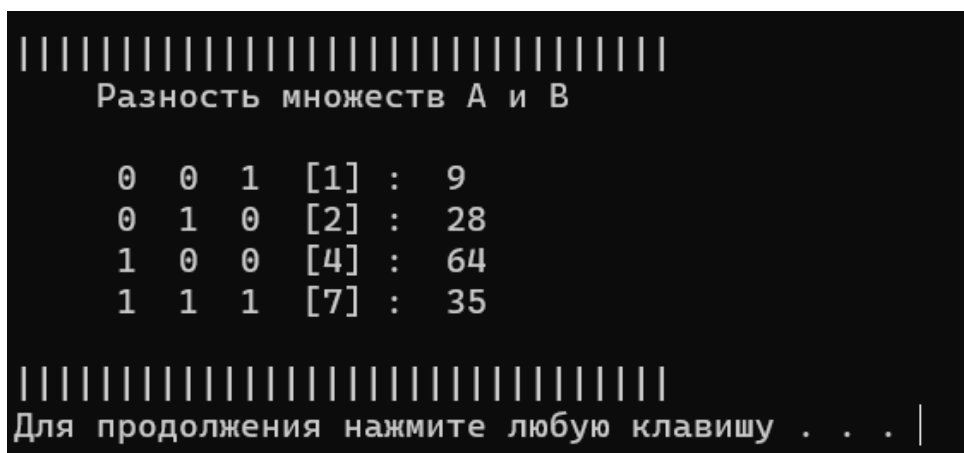 ||||||||||||||||||||||||||||||||
Разность множеств A и B
0 0 1 [1] : 9
0 1 0 [2] : 28
1 0 0 [4] : 64
1 1 1 [7] : 35
||||||||||||||||||||||||||||||||
Для продолжения нажмите любую клавишу . . .